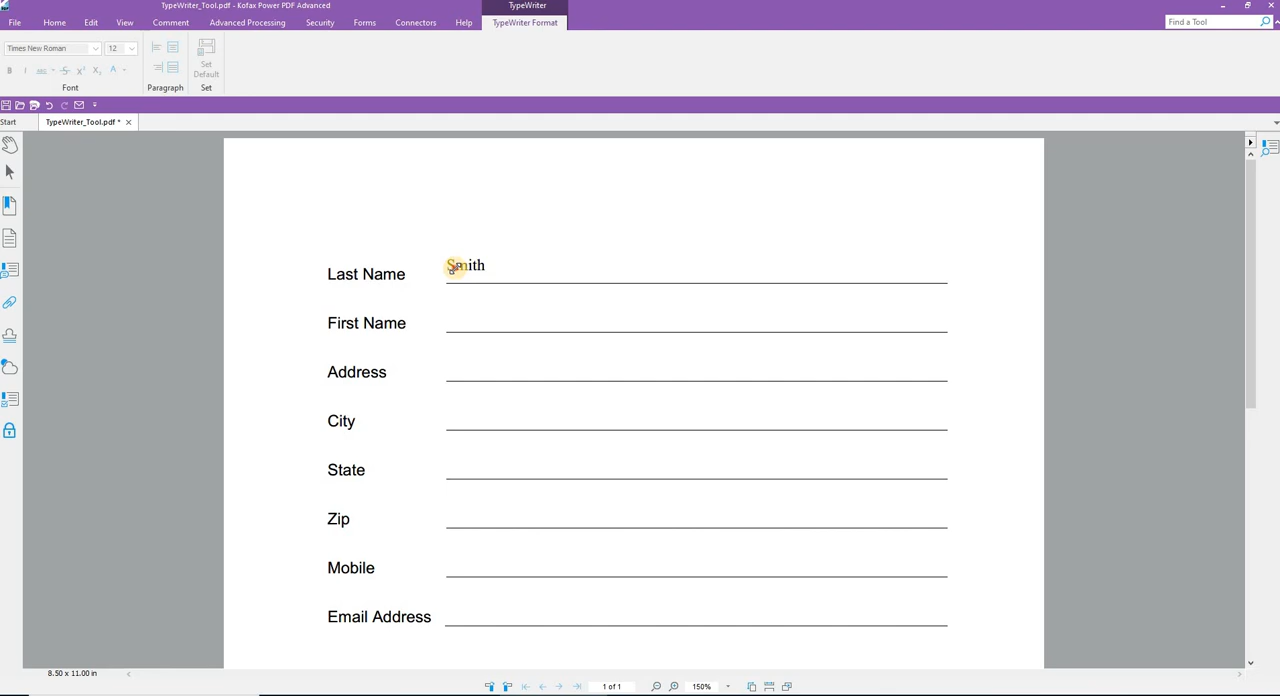 TypeWriter_Tool.pdf - Kofax Power PDF Advanced
TypeWriter
File Home Edit View Comment Advanced Processing Security Forms Connectors Help TypeWriter Format
Find a Tool
Times New Roman 12
Set Default
Font Paragraph Set
Start TypeWriter_Tool.pdf *
Last Name Smith
First Name
Address
City
State
Zip
Mobile
Email Address
8.50 x 11.00 in
1 of 1 150%